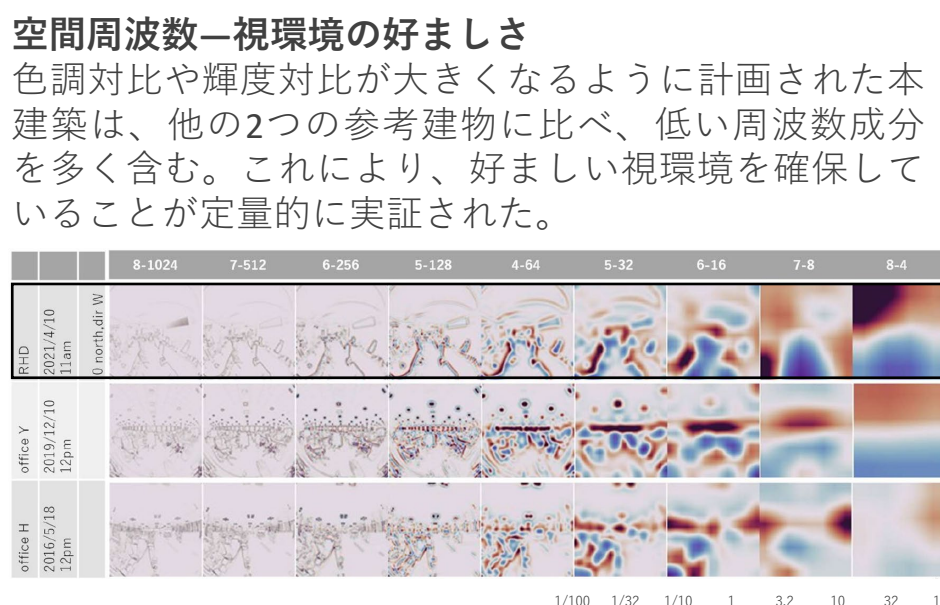 空間周波数—視環境の好ましさ
色調対比や輝度対比が大きくなるように計画された本
建築は、他の2つの参考建物に比べ、低い周波数成分
を多く含む。これにより、好ましい視環境を確保して
いることが定量的に実証された。
8-1024 7-512 6-256 5-128 4-64 5-32 6-16 7-8 8-4
RHD
2021/4/10
11am
0 north,dir W
office Y
2019/12/10
12pm
office H
2016/5/18
12pm
1/100 1/32 1/10 1 3.2 10 32